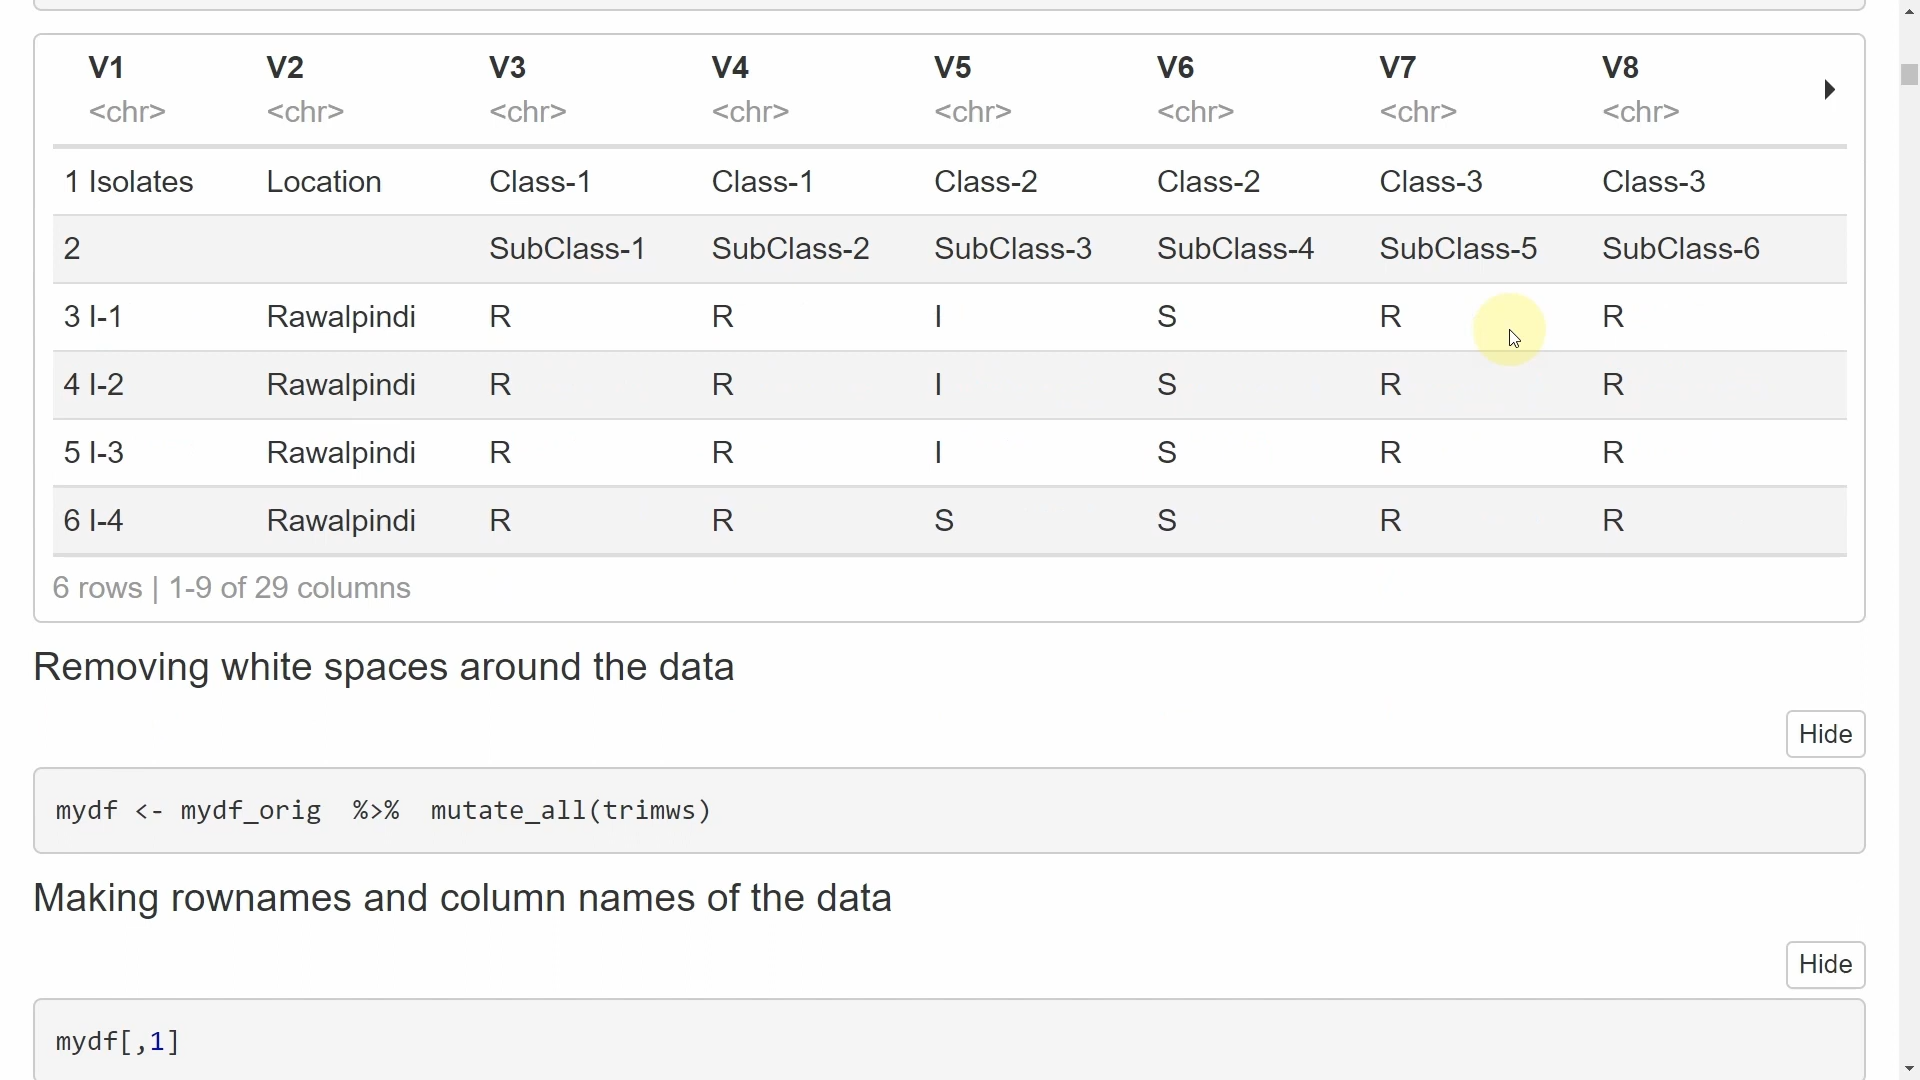 V1 V2 V3 V4 V5 V6 V7 V8
<chr> <chr> <chr> <chr> <chr> <chr> <chr> <chr>
1 Isolates Location Class-1 Class-1 Class-2 Class-2 Class-3 Class-3
2 SubClass-1 SubClass-2 SubClass-3 SubClass-4 SubClass-5 SubClass-6
3 I-1 Rawalpindi R R I S R R
4 I-2 Rawalpindi R R I S R R
5 I-3 Rawalpindi R R I S R R
6 I-4 Rawalpindi R R S S R R
6 rows | 1-9 of 29 columns
Removing white spaces around the data
Hide
mydf <- mydf_orig  %>%  mutate_all(trimws)
Making rownames and column names of the data
Hide
mydf[,1]